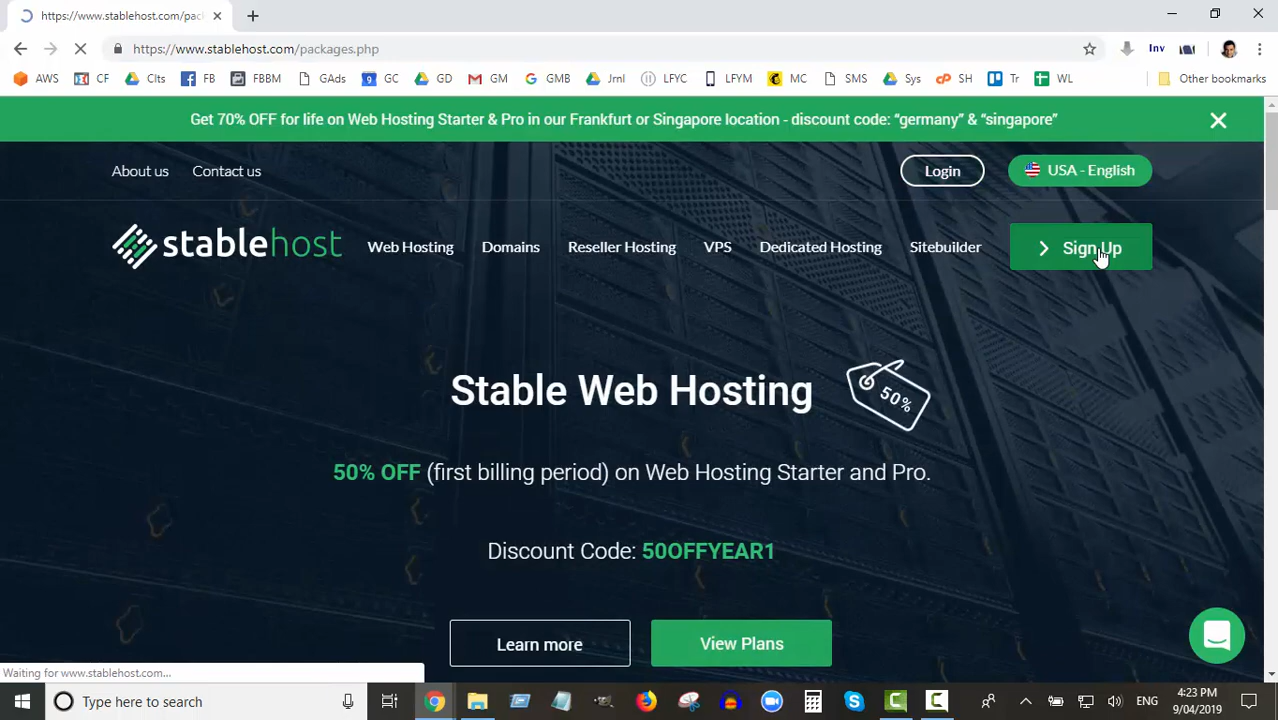 https://www.stablehost.com/pac
https://www.stablehost.com/packages.php
Inv
AWS CF Clts FB FBBM GAds GC GD GM GMB Jrnl LFYC LFYM MC SMS Sys SH Tr WL Other bookmarks
Get 70% OFF for life on Web Hosting Starter & Pro in our Frankfurt or Singapore location - discount code: “germany” & “singapore”
About us Contact us Login USA - English
stablehost Web Hosting Domains Reseller Hosting VPS Dedicated Hosting Sitebuilder Sign Up
Stable Web Hosting 50%
50% OFF (first billing period) on Web Hosting Starter and Pro.
Discount Code: 50OFFYEAR1
Learn more View Plans
Waiting for www.stablehost.com...
Type here to search ENG 4:23 PM
9/04/2019